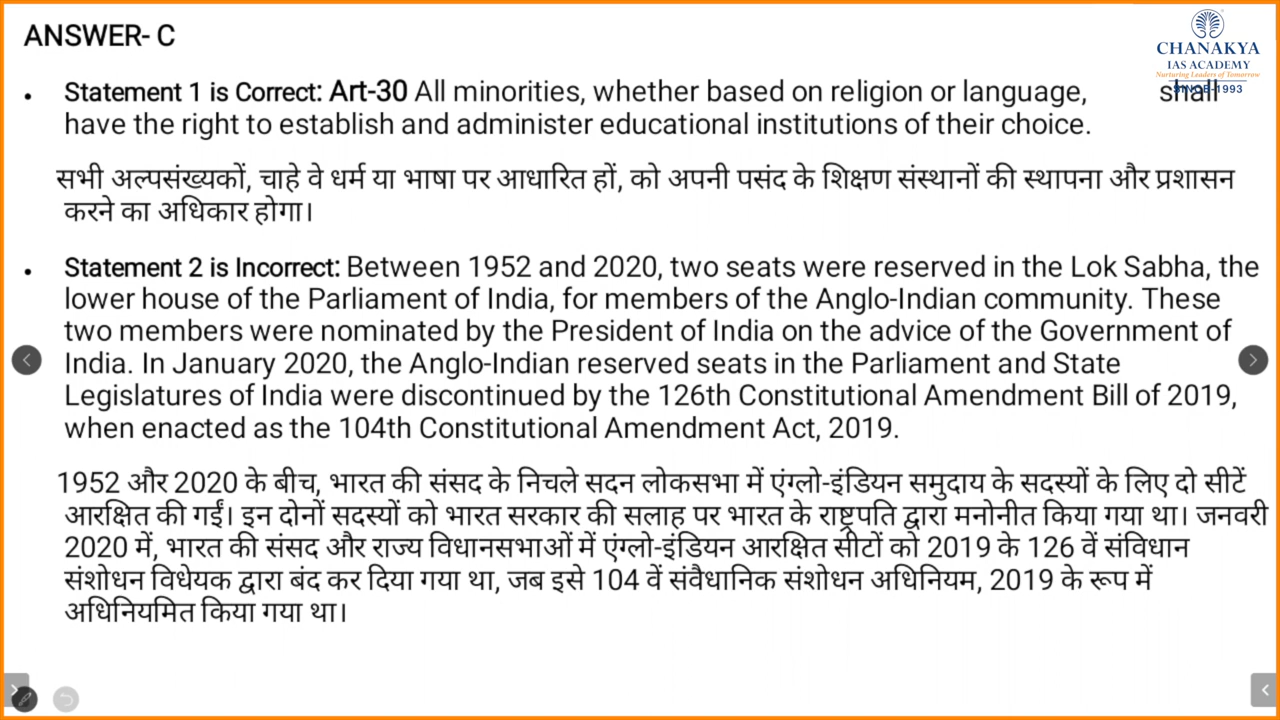 ANSWER- C
CHANAKYA
IAS ACADEMY
Nurturing Leaders of Tomorrow
SINCE-1993
• Statement 1 is Correct: Art-30 All minorities, whether based on religion or language, shall
have the right to establish and administer educational institutions of their choice.
सभी अल्पसंख्यकों, चाहे वे धर्म या भाषा पर आधारित हों, को अपनी पसंद के शिक्षण संस्थानों की स्थापना और प्रशासन
करने का अधिकार होगा।
• Statement 2 is Incorrect: Between 1952 and 2020, two seats were reserved in the Lok Sabha, the
lower house of the Parliament of India, for members of the Anglo-Indian community. These
two members were nominated by the President of India on the advice of the Government of
India. In January 2020, the Anglo-Indian reserved seats in the Parliament and State
Legislatures of India were discontinued by the 126th Constitutional Amendment Bill of 2019,
when enacted as the 104th Constitutional Amendment Act, 2019.
1952 और 2020 के बीच, भारत की संसद के निचले सदन लोकसभा में एंग्लो-इंडियन समुदाय के सदस्यों के लिए दो सीटें
आरक्षित की गईं। इन दोनों सदस्यों को भारत सरकार की सलाह पर भारत के राष्ट्रपति द्वारा मनोनीत किया गया था। जनवरी
2020 में, भारत की संसद और राज्य विधानसभाओं में एंग्लो-इंडियन आरक्षित सीटों को 2019 के 126 वें संविधान
संशोधन विधेयक द्वारा बंद कर दिया गया था, जब इसे 104 वें संवैधानिक संशोधन अधिनियम, 2019 के रूप में
अधिनियमित किया गया था।